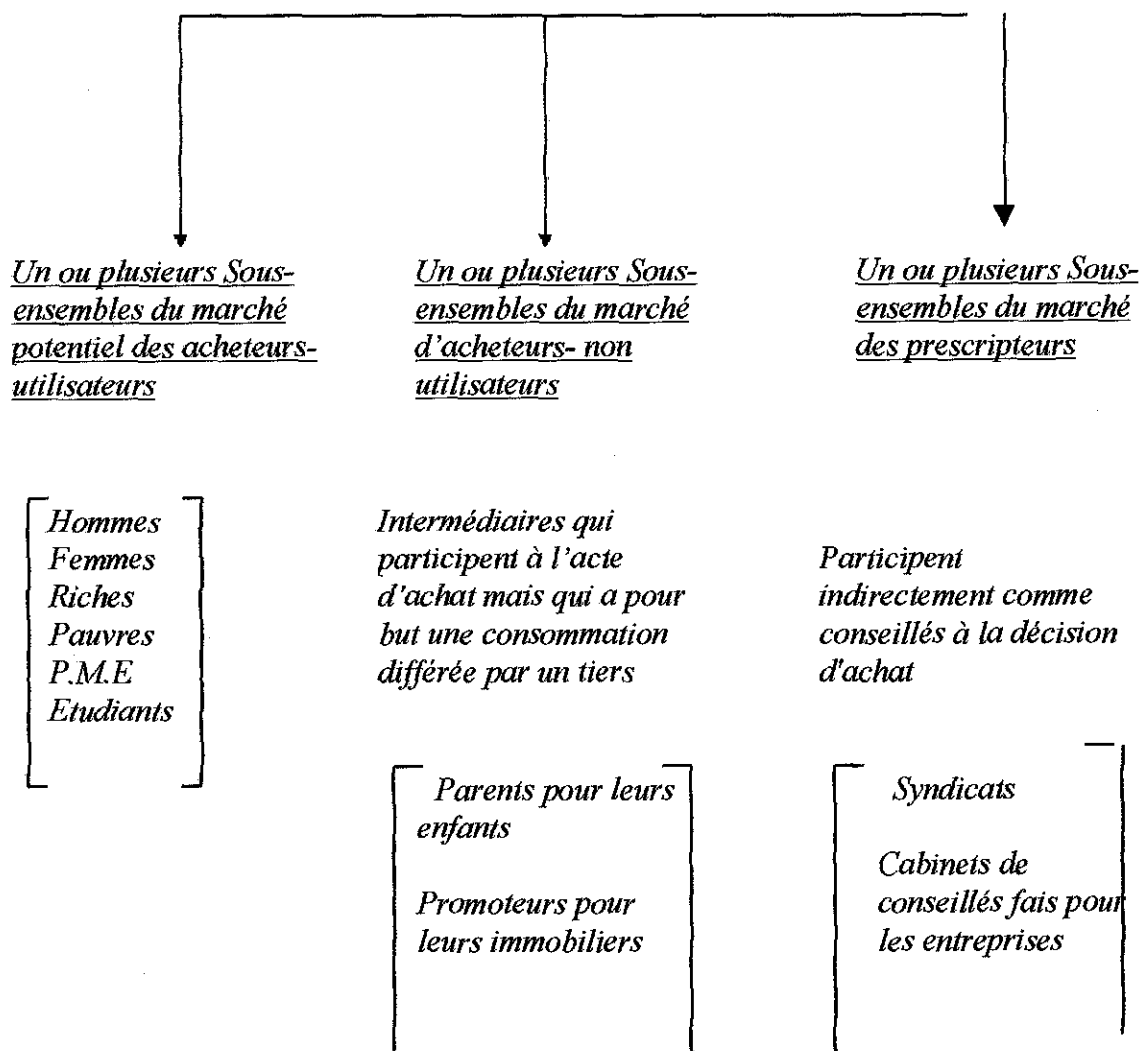 Un ou plusieurs Sous-
ensembles du marché
potentiel des acheteurs-
utilisateurs
Un ou plusieurs Sous-
ensembles du marché
d'acheteurs- non
utilisateurs
Un ou plusieurs Sous-
ensembles du marché
des prescripteurs
Hommes
Femmes
Riches
Pauvres
P.M.E
Etudiants
Intermédiaires qui
participent à l'acte
d'achat mais qui a pour
but une consommation
différée par un tiers
Participent
indirectement comme
conseillés à la décision
d'achat
Parents pour leurs
enfants
Promoteurs pour
leurs immobiliers
Syndicats
Cabinets de
conseillés fais pour
les entreprises